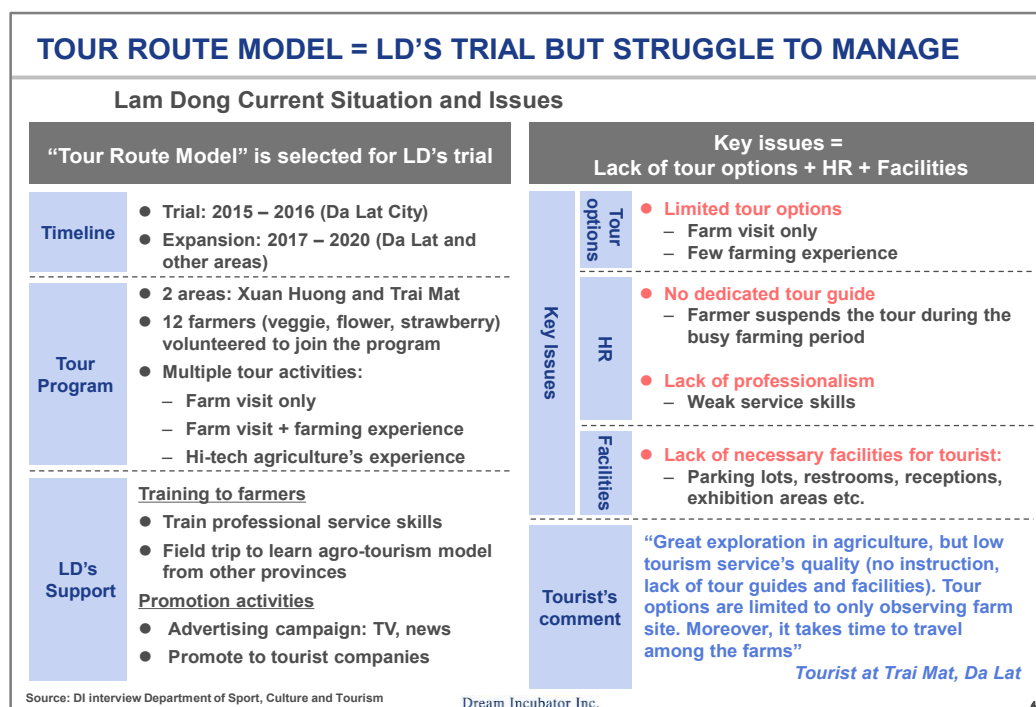 TOUR ROUTE MODEL = LD'S TRIAL BUT STRUGGLE TO MANAGE
Lam Dong Current Situation and Issues
"Tour Route Model" is selected for LD's trial
Timeline
● Trial: 2015 – 2016 (Da Lat City)
● Expansion: 2017 – 2020 (Da Lat and
other areas)
Tour
Program
● 2 areas: Xuan Huong and Trai Mat
● 12 farmers (veggie, flower, strawberry)
volunteered to join the program
● Multiple tour activities:
– Farm visit only
– Farm visit + farming experience
– Hi-tech agriculture's experience
LD's
Support
Training to farmers
● Train professional service skills
● Field trip to learn agro-tourism model
from other provinces
Promotion activities
● Advertising campaign: TV, news
● Promote to tourist companies
Key issues =
Lack of tour options + HR + Facilities
Key Issues
Tour
options
● Limited tour options
– Farm visit only
– Few farming experience
HR
● No dedicated tour guide
– Farmer suspends the tour during the
busy farming period
● Lack of professionalism
– Weak service skills
Facilities
● Lack of necessary facilities for tourist:
– Parking lots, restrooms, receptions,
exhibition areas etc.
Tourist's
comment
"Great exploration in agriculture, but low
tourism service's quality (no instruction,
lack of tour guides and facilities). Tour
options are limited to only observing farm
site. Moreover, it takes time to travel
among the farms"
Tourist at Trai Mat, Da Lat
Source: DI interview Department of Sport, Culture and Tourism
Dream Incubator Inc.